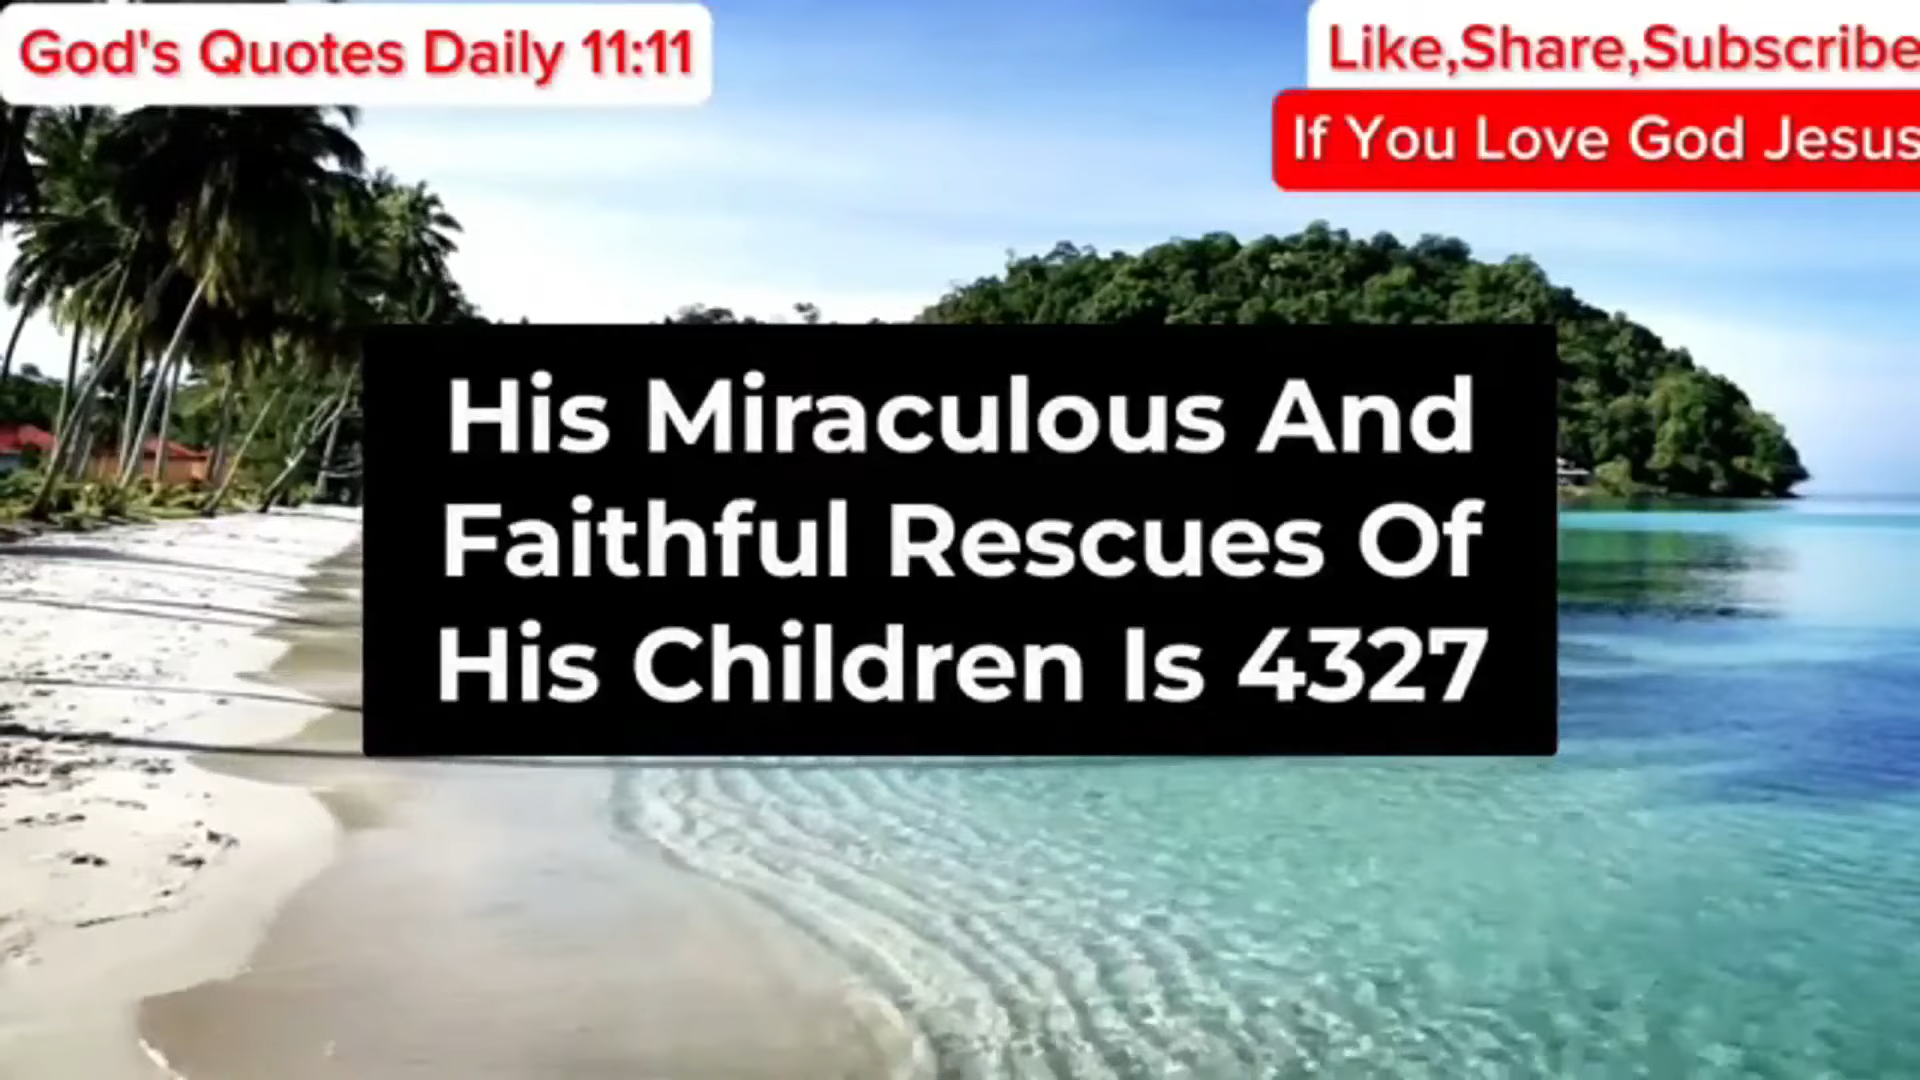 God's Quotes Daily 11:11
Like,Share,Subscribe
If You Love God Jesus
His Miraculous And
Faithful Rescues Of
His Children Is 4327